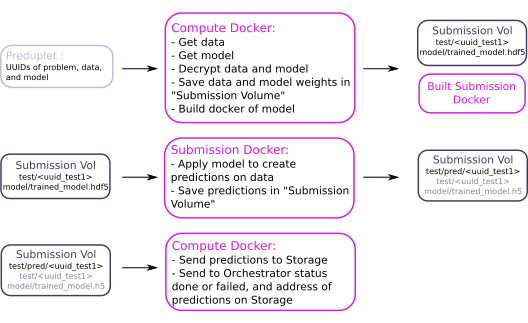 Preduplet :
UUIDs of problem, data,
and model
Compute Docker:
- Get data
- Get model
- Decrypt data and model
- Save data and model weights in
"Submission Volume"
- Build docker of model
Submission Vol
test/<uuid_test1>
model/trained_model.hdf5
Built Submission
Docker
Submission Vol
test/<uuid_test1>
model/trained_model.hdf5
Submission Docker:
- Apply model to create
predictions on data
- Save predictions in "Submission
Volume"
Submission Vol
test/pred/<uuid_test1>
test/<uuid_test1>
model/trained_model.h5
Submission Vol
test/pred/<uuid_test1>
test/<uuid_test1>
model/trained_model.h5
Compute Docker:
- Send predictions to Storage
- Send to Orchestrator status
done or failed, and address of
predictions on Storage